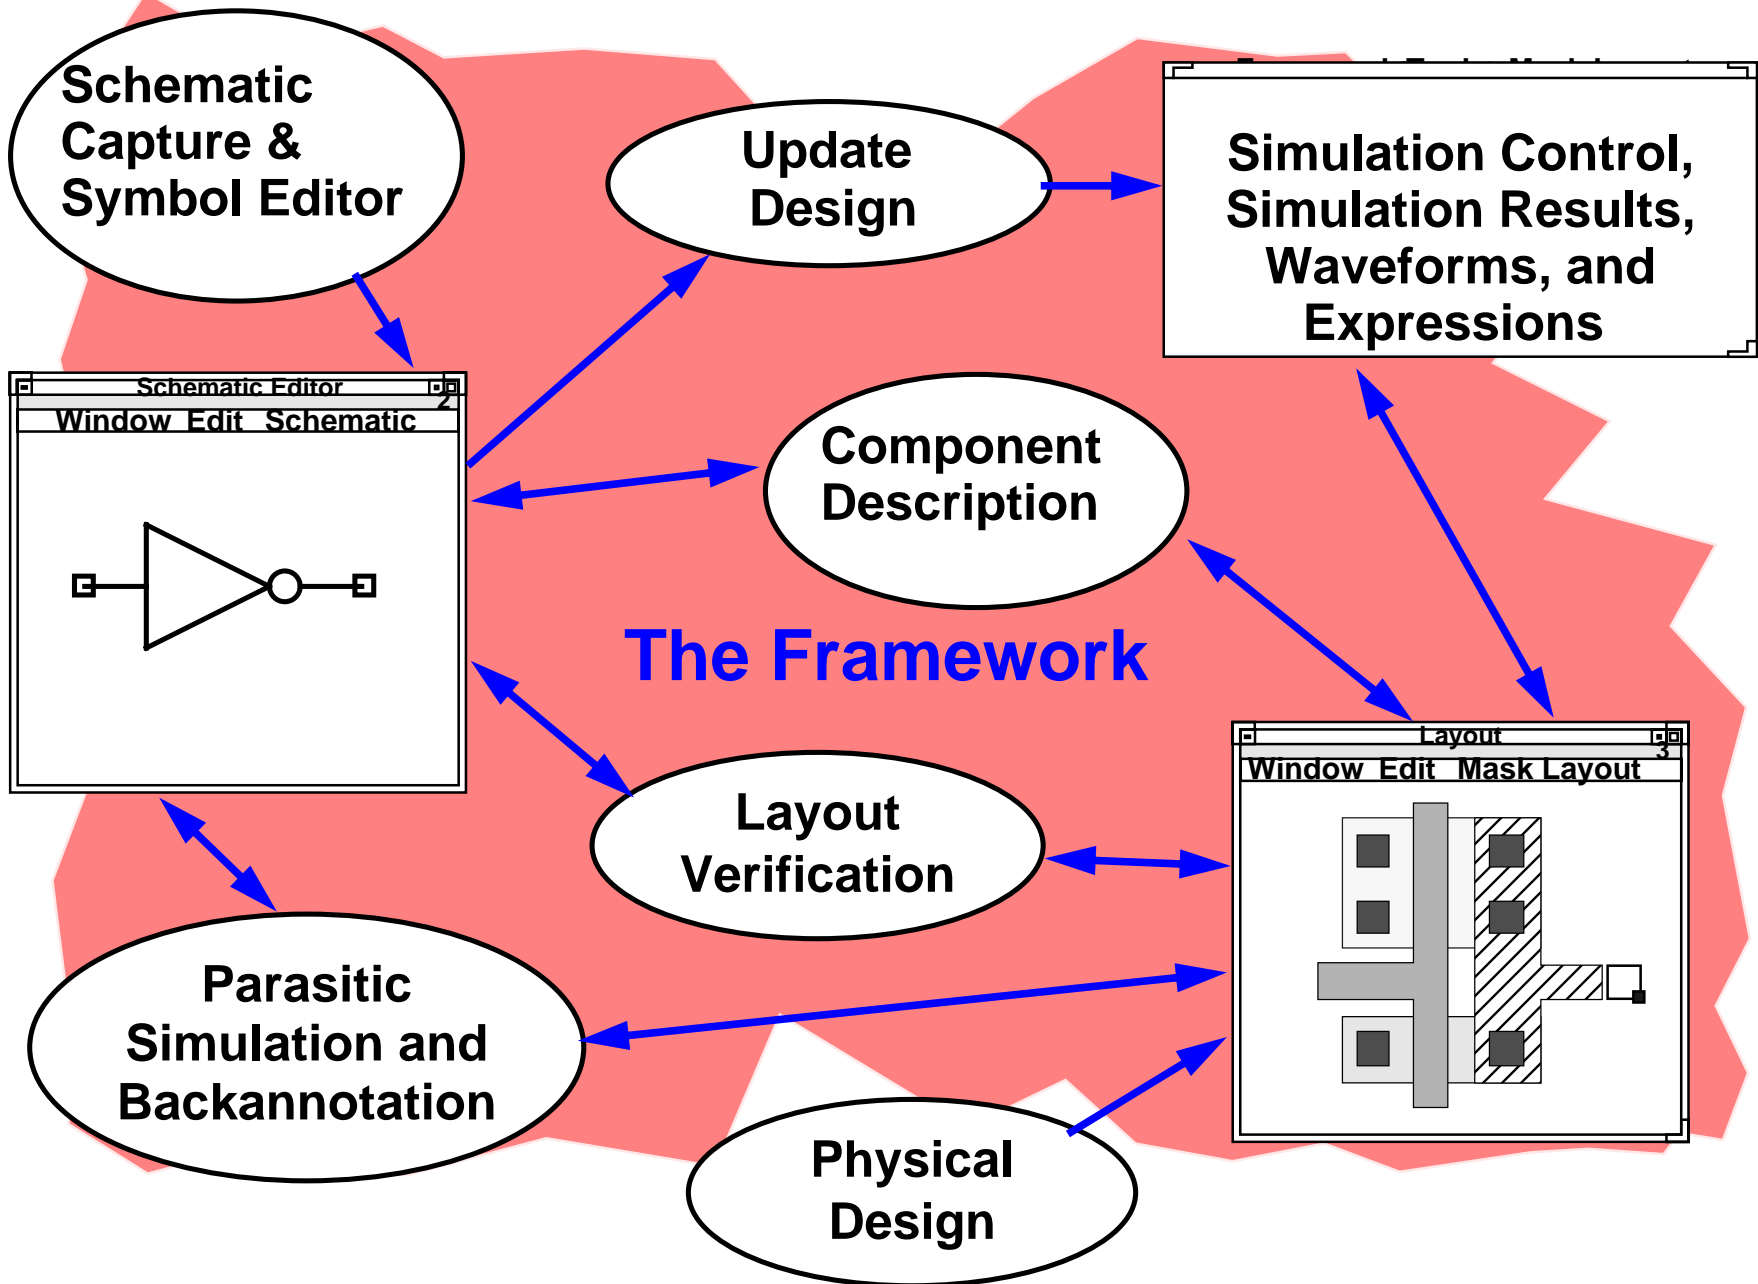 Schematic
Capture &
Symbol Editor
Update
Design
Simulation Control,
Simulation Results,
Waveforms, and
Expressions
Schematic Editor
2
Window Edit Schematic
Component
Description
The Framework
Layout
3
Window Edit Mask Layout
Layout
Verification
Parasitic
Simulation and
Backannotation
Physical
Design